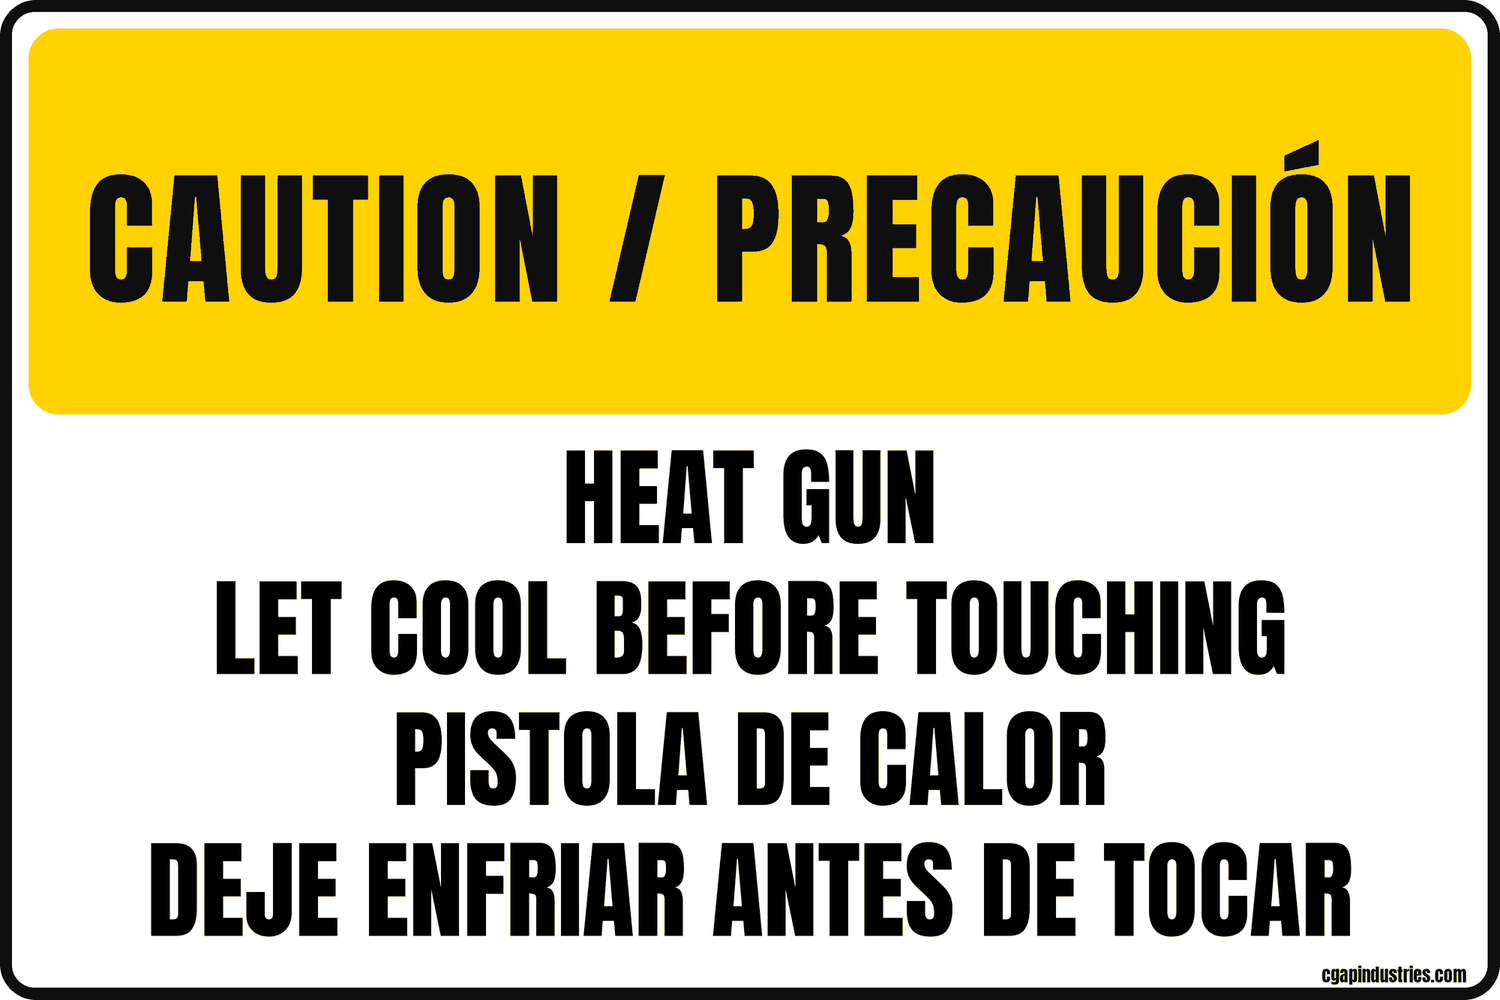 CAUTION / PRECAUCIÓN
HEAT GUN
LET COOL BEFORE TOUCHING
PISTOLA DE CALOR
DEJE ENFRIAR ANTES DE TOCAR
cgapindustries.com